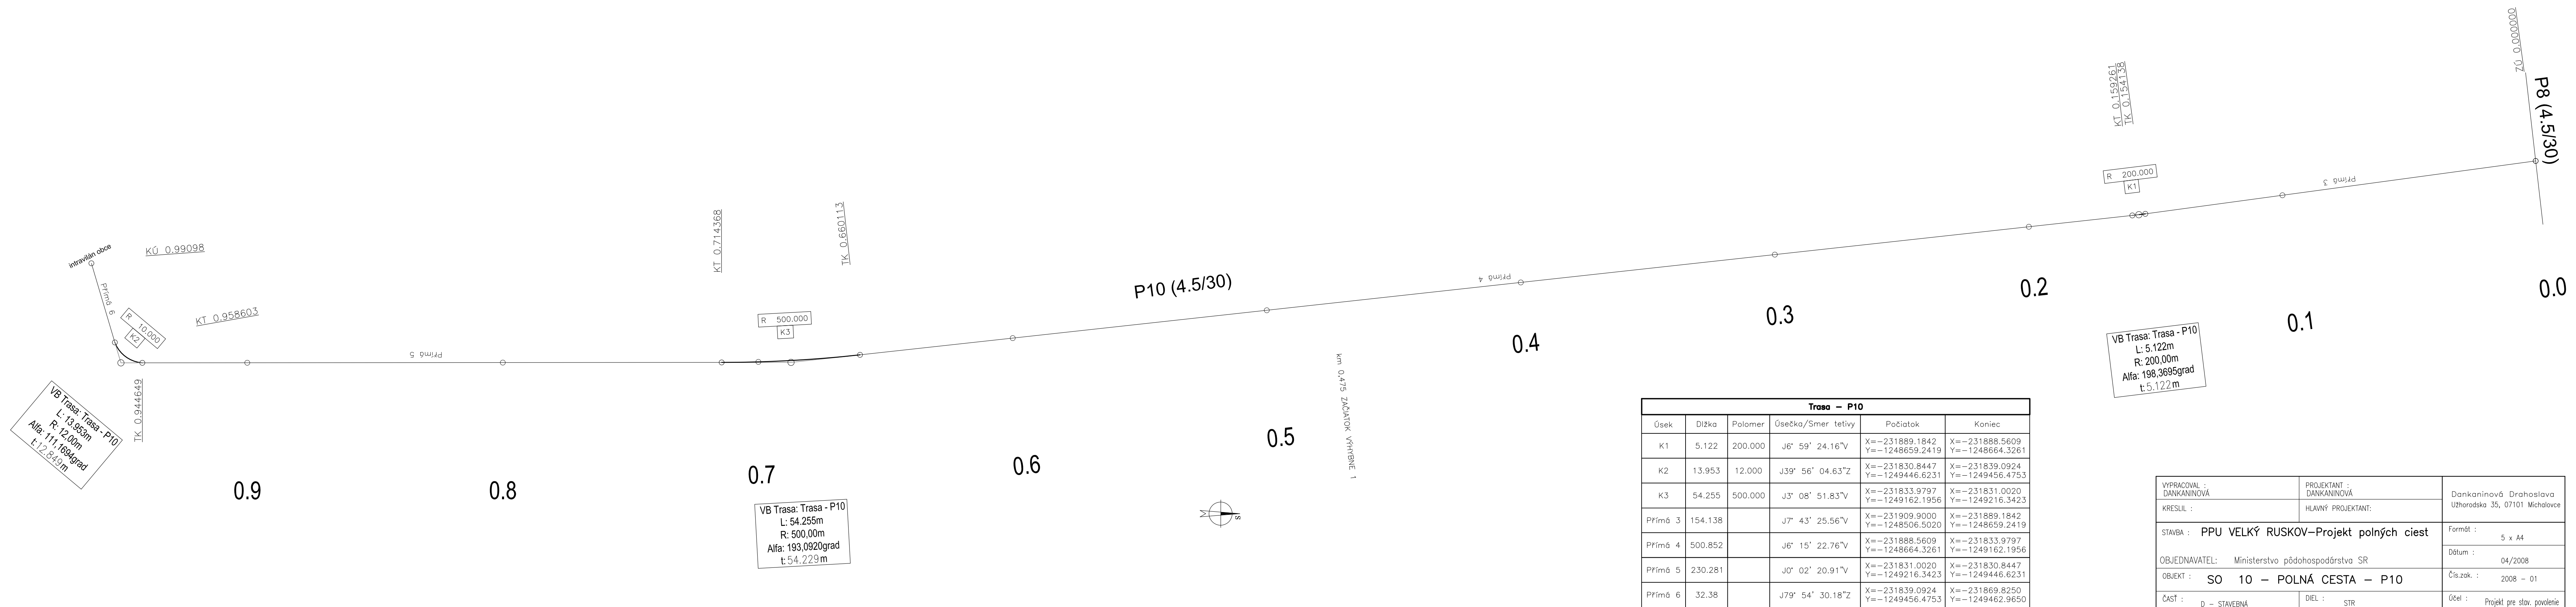 ZÚ 0.000000
P8 (4.5/30)
KT 0.159261
TK 0.154138
R 200.000
K1
Přímá 3
0.0
0.1
0.2
0.3
0.4
0.5
0.6
0.7
0.8
0.9
VB Trasa: Trasa - P10
L: 5.122m
R: 200,00m
Alfa: 198,3695grad
t: 5.122m
Přímá 4
P10 (4.5/30)
km 0,475 ZAČIATOK VÝHYBNE 1
S
TK 0.660113
KT 0.714368
R 500.000
K3
VB Trasa: Trasa - P10
L: 54.255m
R: 500,00m
Alfa: 193,0920grad
t: 54.229m
Přímá 5
intravilán obce
KÚ 0.99098
Přímá 6
KT 0.958603
R 10.000
K2
TK 0.944649
VB Trasa: Trasa - P10
L: 13.953m
R: 12,00m
Alfa: 111,1694grad
t: 12.849m
Trasa – P10
Úsek Dlžka Polomer Úsečka/Smer tetivy Počiatok Koniec
K1 5.122 200.000 J6° 59' 24.16"V X=-231889.1842 Y=-1248659.2419 X=-231888.5609 Y=-1248664.3261
K2 13.953 12.000 J39° 56' 04.63"Z X=-231830.8447 Y=-1249446.6231 X=-231839.0924 Y=-1249456.4753
K3 54.255 500.000 J3° 08' 51.83"V X=-231833.9797 Y=-1249162.1956 X=-231831.0020 Y=-1249216.3423
Přímá 3 154.138 J7° 43' 25.56"V X=-231909.9000 Y=-1248506.5020 X=-231889.1842 Y=-1248659.2419
Přímá 4 500.852 J6° 15' 22.76"V X=-231888.5609 Y=-1248664.3261 X=-231833.9797 Y=-1249162.1956
Přímá 5 230.281 J0° 02' 20.91"V X=-231831.0020 Y=-1249216.3423 X=-231830.8447 Y=-1249446.6231
Přímá 6 32.38 J79° 54' 30.18"Z X=-231839.0924 Y=-1249456.4753 X=-231869.8250 Y=-1249462.9650
VYPRACOVAL :
DANKANINOVÁ
PROJEKTANT :
DANKANINOVÁ
KRESLIL :
HLAVNÝ PROJEKTANT:
Dankaninová Drahoslava
Užhorodska 35, 07101 Michalovce
STAVBA : PPU VELKÝ RUSKOV–Projekt polných ciest
OBJEDNAVATEL: Ministerstvo pôdohospodárstva SR
OBJEKT : SO 10 – POLNÁ CESTA – P10
ČASŤ : D – STAVEBNÁ
DIEL : STR
Formát :
5 x A4
Dátum :
04/2008
Čís.zak. : 2008 – 01
Účel : Projekt pre stav. povolenie